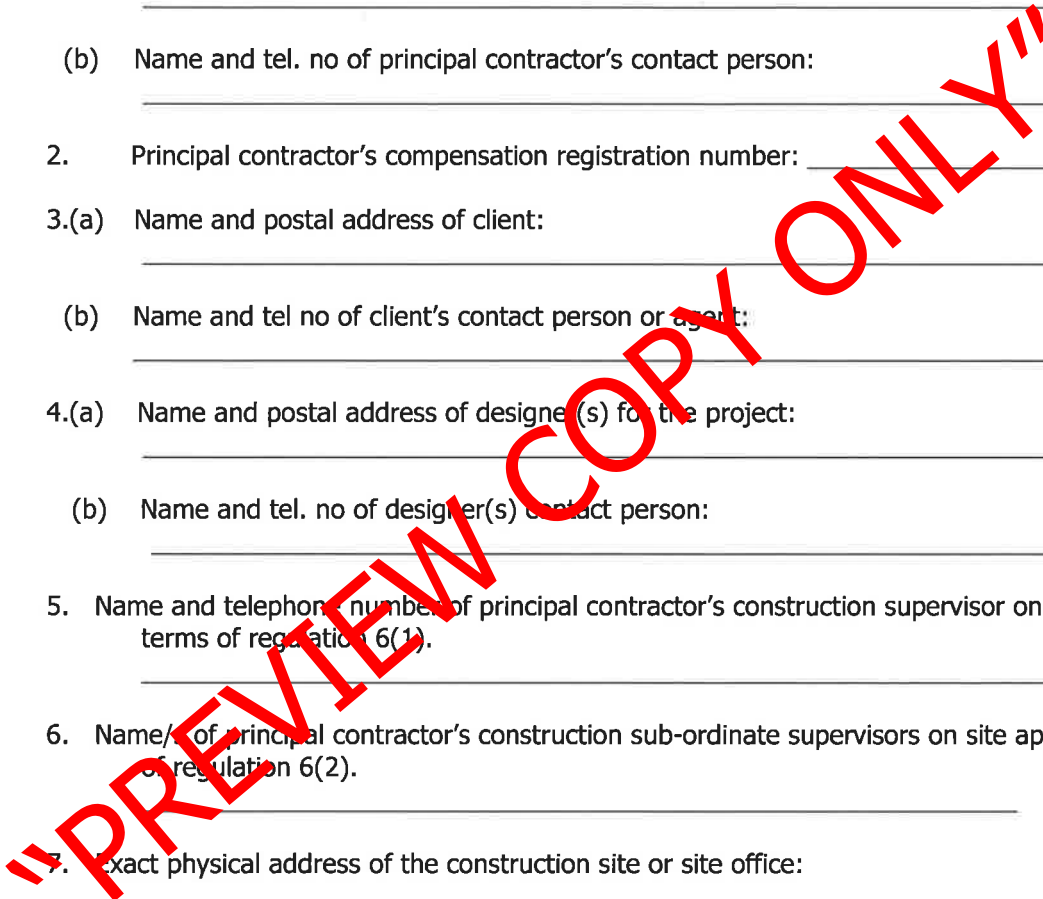 (b) Name and tel. no of principal contractor's contact person:
2. Principal contractor's compensation registration number:
3.(a) Name and postal address of client:
(b) Name and tel no of client's contact person or agent:
4.(a) Name and postal address of designer(s) for the project:
(b) Name and tel. no of designer(s) contact person:
5. Name and telephone number of principal contractor's construction supervisor on
terms of regulation 6(1).
6. Name/s of principal contractor's construction sub-ordinate supervisors on site ap
of regulation 6(2).
7. Exact physical address of the construction site or site office:
"PREVIEW COPY ONLY"